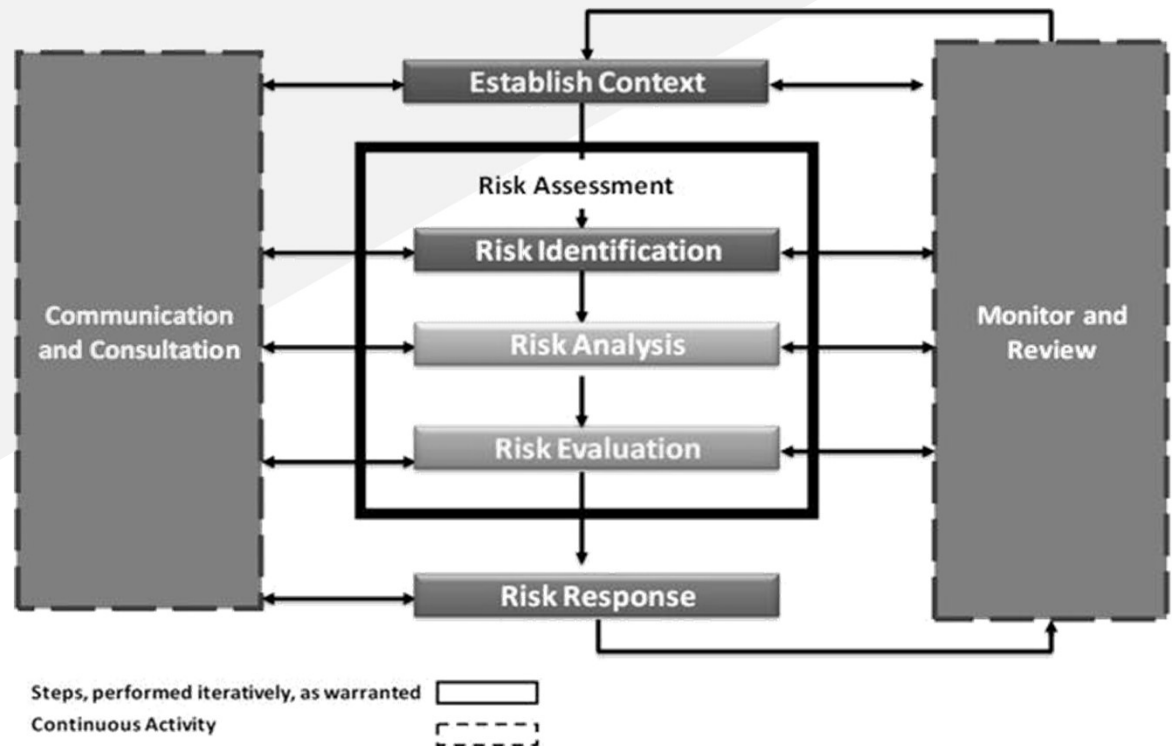 Establish Context
Risk Assessment
Risk Identification
Communication
and Consultation
Risk Analysis
Monitor and
Review
Risk Evaluation
Risk Response
Steps, performed iteratively, as warranted
Continuous Activity